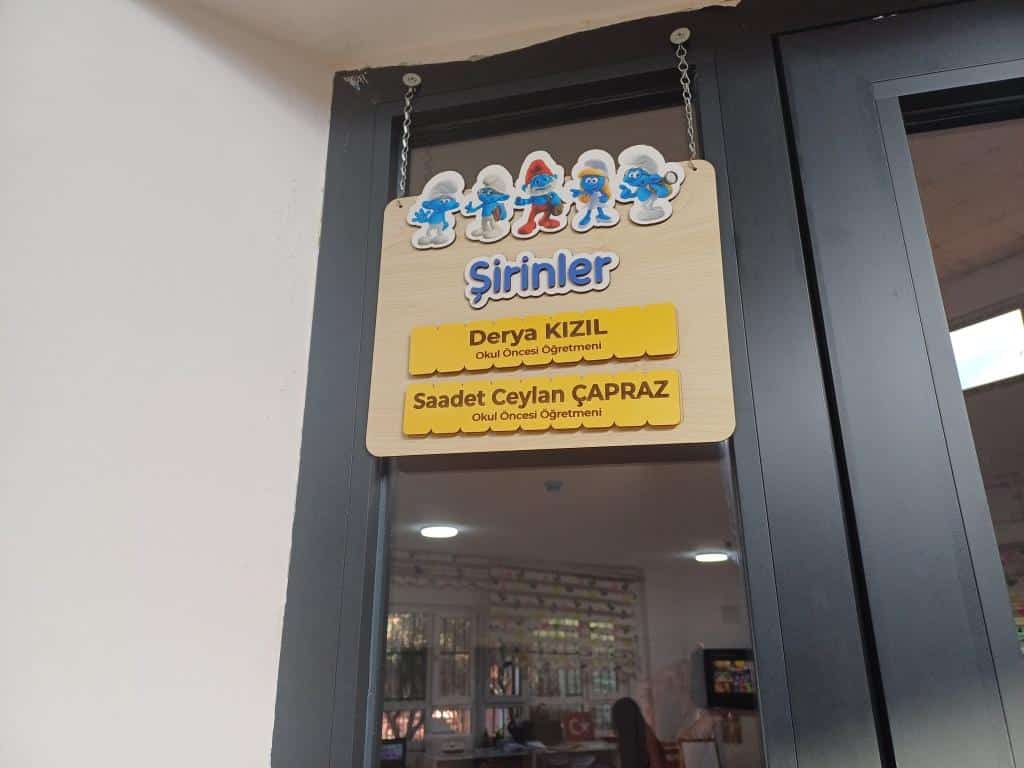 Şirinler
Derya KIZIL
Okul Öncesi Öğretmeni
Saadet Ceylan ÇAPRAZ
Okul Öncesi Öğretmeni